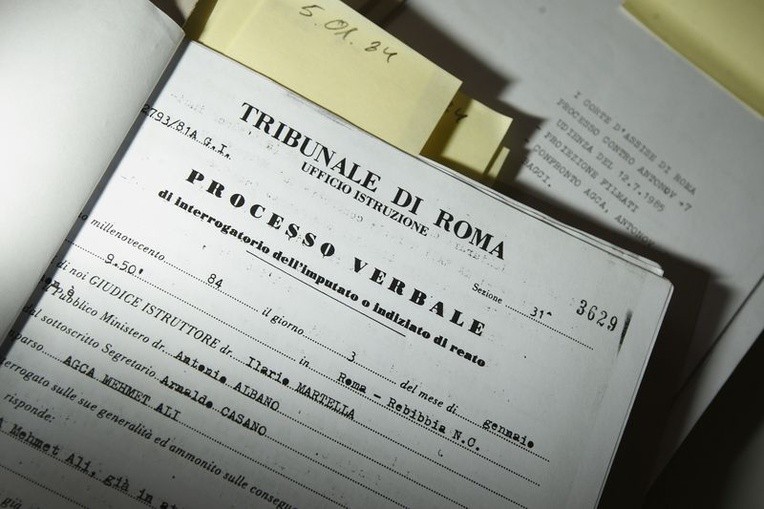 5.01.84
I CORTE D'ASSISE DI ROMA
PROCESSO CONTRO ANTONOV +7
UDIENZA DEL 12.7.1985
PROIEZIONE FILMATI
CONFRONTO AGCA, ANTONOV
2793/81A G.I.
TRIBUNALE DI ROMA
UFFICIO ISTRUZIONE
Sezione 31^
3629
PROCESSO VERBALE
di interrogatorio dell'imputato o indiziato di reato
millenovecento 84 il giorno 3 del mese di gennaio
9.50' in Roma - Rebibbia N.C.
di noi GIUDICE ISTRUTTORE dr. Ilario MARTELLA
Pubblico Ministero dr. Antonio ALBANO
dal sottoscritto Segretario Arnaldo CASANO
AGCA MEHMET ALI
sulle sue generalità ed ammonito sulle
risponde:
Mehmet Ali, già in